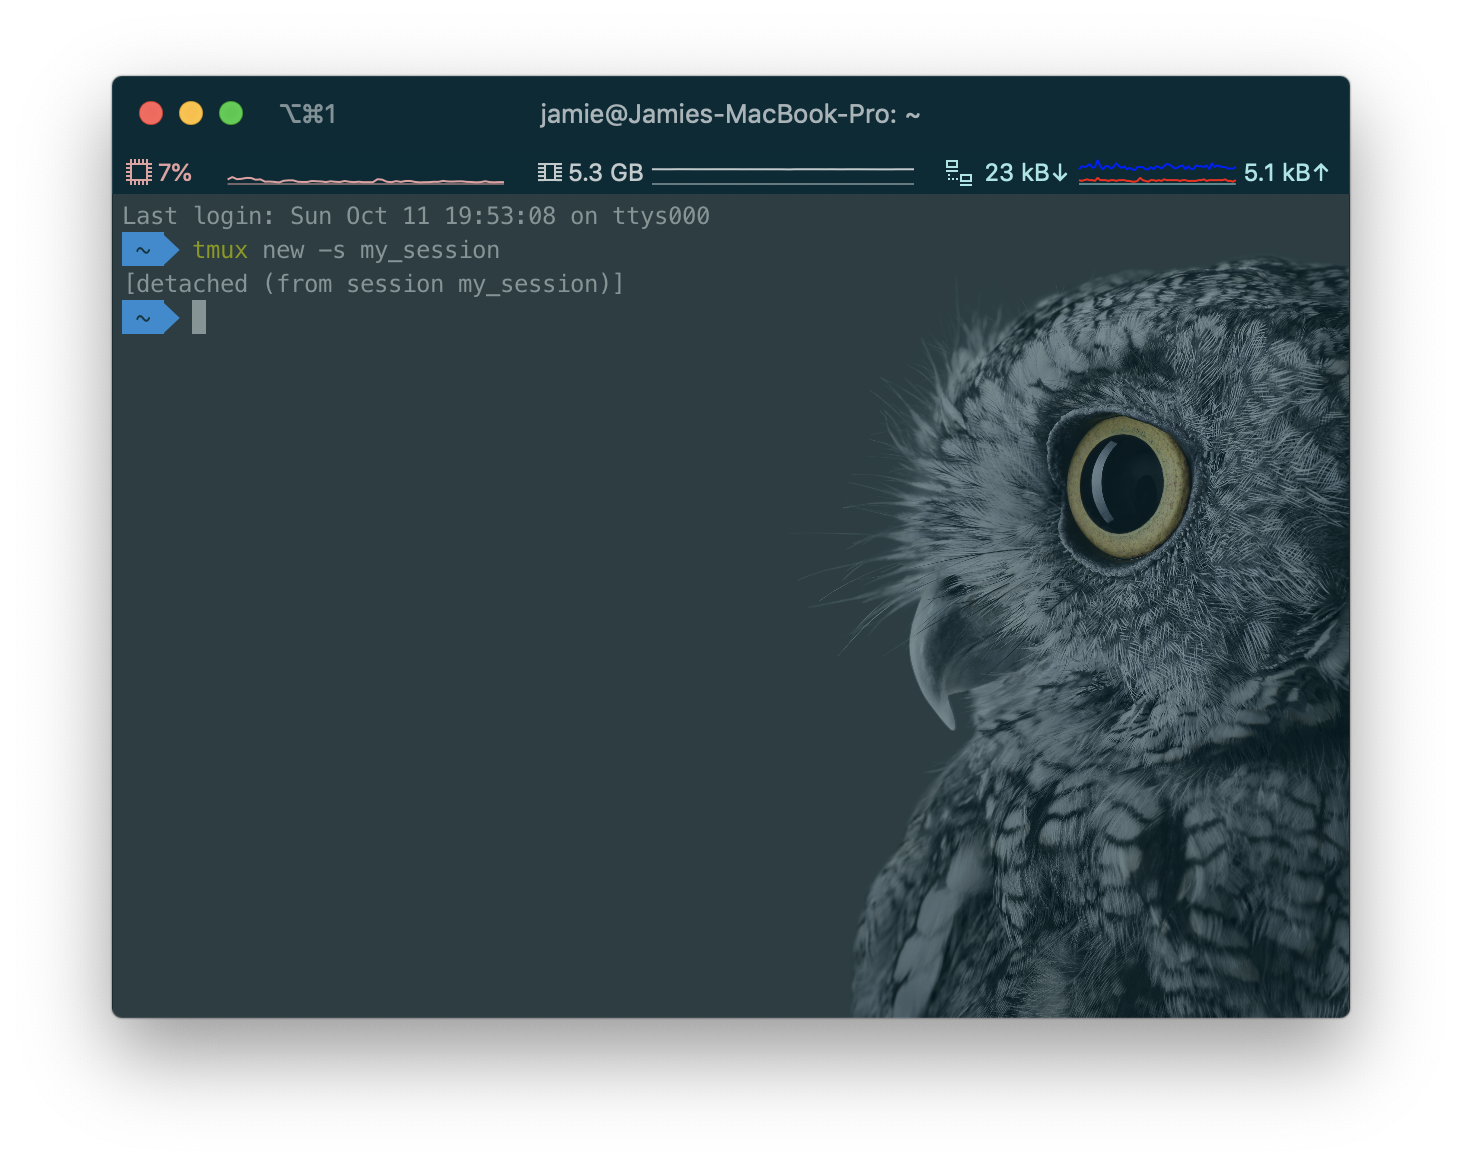 ⌥⌘1 jamie@Jamies-MacBook-Pro: ~
7% 5.3 GB 23 kB↓ 5.1 kB↑
Last login: Sun Oct 11 19:53:08 on ttys000
~ tmux new -s my_session
[detached (from session my_session)]
~